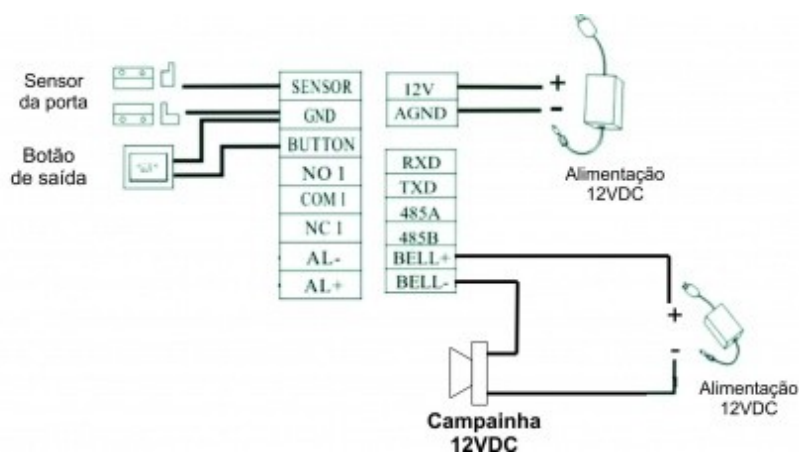 Sensor
da porta
Botão
de saída
SENSOR
GND
BUTTON
NO 1
COM 1
NC 1
AL-
AL+
12V
AGND
RXD
TXD
485A
485B
BELL+
BELL-
+
-
Alimentação
12VDC
+
-
Alimentação
12VDC
Campainha
12VDC